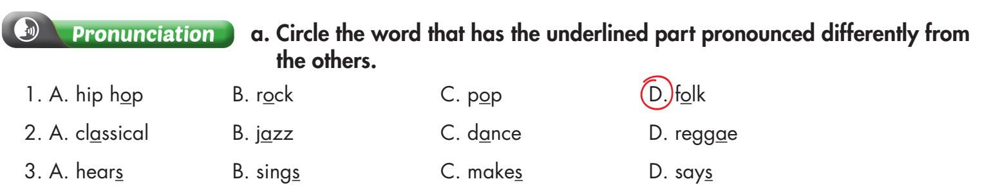 Pronunciation a. Circle the word that has the underlined part pronounced differently from
the others.
1. A. hip hop B. rock C. pop D. folk
2. A. classical B. jazz C. dance D. reggae
3. A. hears B. sings C. makes D. says